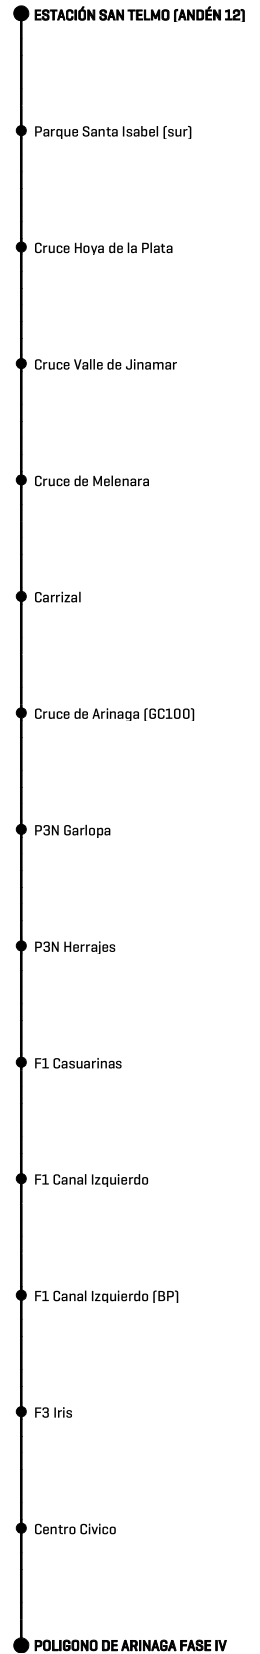 ESTACIÓN SAN TELMO (ANDÉN 12)
Parque Santa Isabel (sur)
Cruce Hoya de la Plata
Cruce Valle de Jinamar
Cruce de Melenara
Carrizal
Cruce de Arinaga (GC100)
P3N Garlopa
P3N Herrajes
F1 Casuarinas
F1 Canal Izquierdo
F1 Canal Izquierdo (BP)
F3 Iris
Centro Civico
POLIGONO DE ARINAGA FASE IV